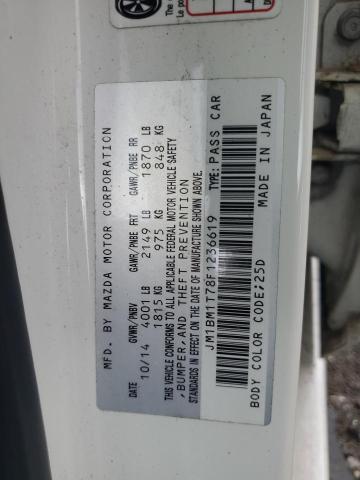 MFD. BY MAZDA MOTOR CORPORATION
DATE GVWR/PNBV GAWR/PNBE FRT GAWR/PNBE RR
10/14 4001 LB 2149 LB 1870 LB
1815 KG 975 KG 848 KG
THIS VEHICLE CONFORMS TO ALL APPLICABLE FEDERAL MOTOR VEHICLE SAFETY
,BUMPER,AND THEFT PREVENTION
STANDARDS IN EFFECT ON THE DATE OF MANUFACTURE SHOWN ABOVE.
JM1BM1T78F1236619 TYPE:PASS CAR
BODY COLOR CODE;25D MADE IN JAPAN
The
Le po